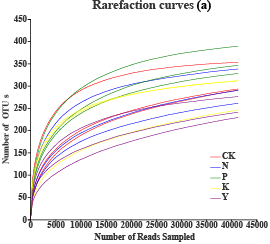 Rarefaction curves (a)
450
400
350
300
250
200
150
100
50
0
Number of OTU s
CK
N
P
K
Y
0 5000 10000 15000 20000 25000 30000 35000 40000 45000
Number of Reads Sampled